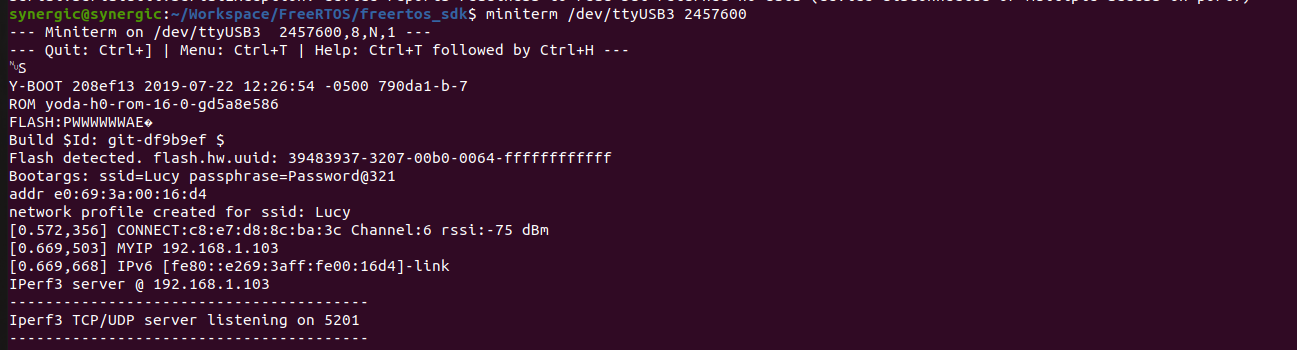 synergic@synergic:~/Workspace/FreeRTOS/freertos_sdk$ miniterm /dev/ttyUSB3 2457600
--- Miniterm on /dev/ttyUSB3  2457600,8,N,1 ---
--- Quit: Ctrl+] | Menu: Ctrl+T | Help: Ctrl+T followed by Ctrl+H ---
␀S
Y-BOOT 208ef13 2019-07-22 12:26:54 -0500 790da1-b-7
ROM yoda-h0-rom-16-0-gd5a8e586
FLASH:PWWWWWWAE�
Build $Id: git-df9b9ef $
Flash detected. flash.hw.uuid: 39483937-3207-00b0-0064-ffffffffffff
Bootargs: ssid=Lucy passphrase=Password@321
addr e0:69:3a:00:16:d4
network profile created for ssid: Lucy
[0.572,356] CONNECT:c8:e7:d8:8c:ba:3c Channel:6 rssi:-75 dBm
[0.669,503] MYIP 192.168.1.103
[0.669,668] IPv6 [fe80::e269:3aff:fe00:16d4]-link
IPerf3 server @ 192.168.1.103
----------------------------------------
Iperf3 TCP/UDP server listening on 5201
----------------------------------------